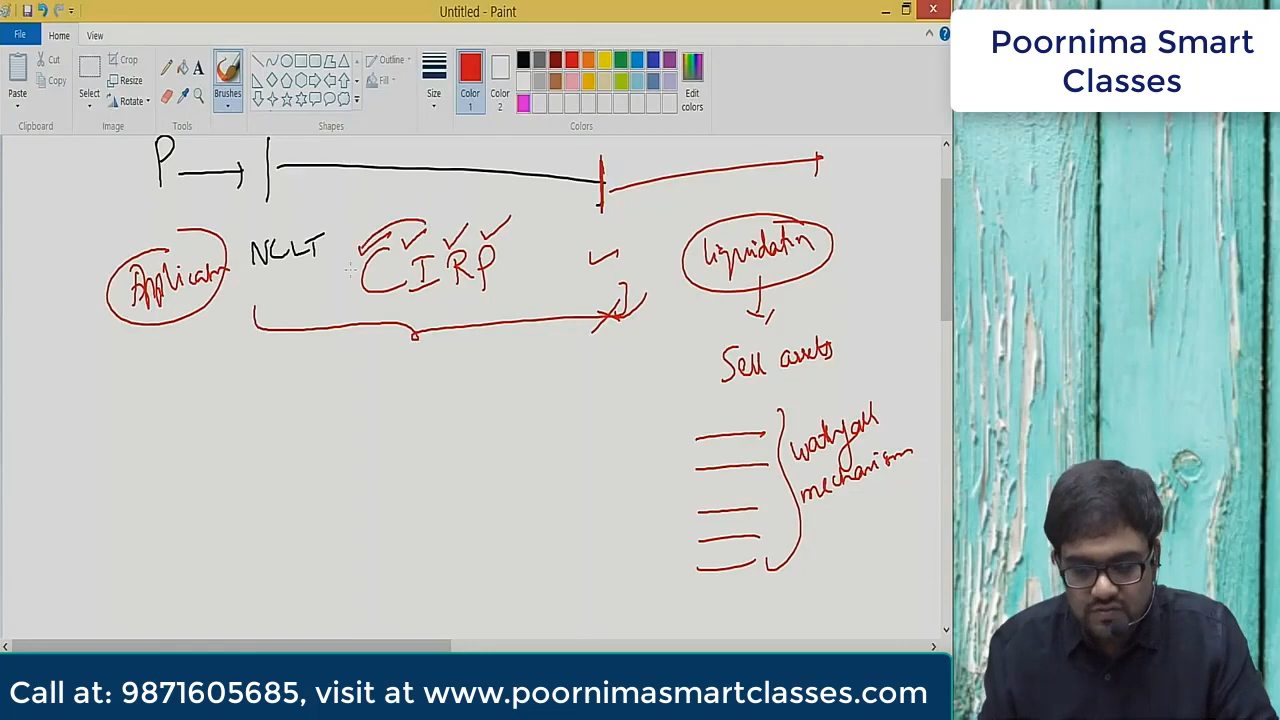 Untitled - Paint
File
Home
View
Paste
Cut
Copy
Clipboard
Select
Crop
Resize
Rotate
Image
A
Tools
Brushes
Outline
Fill
Shapes
Size
Color 1
Color 2
Edit colors
Colors
Poornima Smart Classes
P
Application
NCLT
CIRP
Liquidation
Sell assets
mechanism
Call at: 9871605685, visit at www.poornimasmartclasses.com